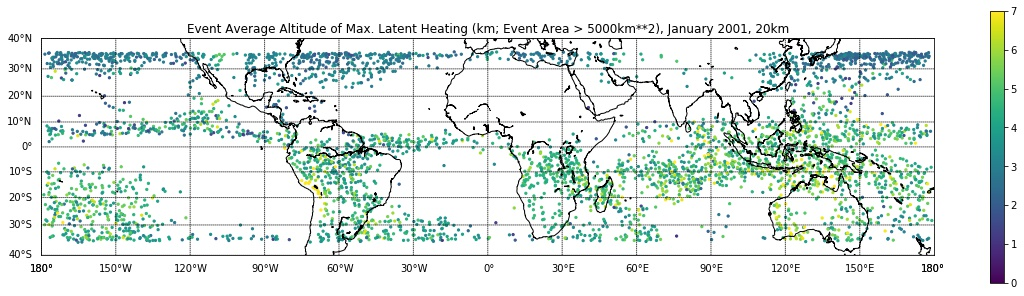 Event Average Altitude of Max. Latent Heating (km; Event Area > 5000km**2), January 2001, 20km
40°N
30°N
20°N
10°N
0°
10°S
20°S
30°S
40°S
180° 150°W 120°W 90°W 60°W 30°W 0° 30°E 60°E 90°E 120°E 150°E 180°
7
6
5
4
3
2
1
0